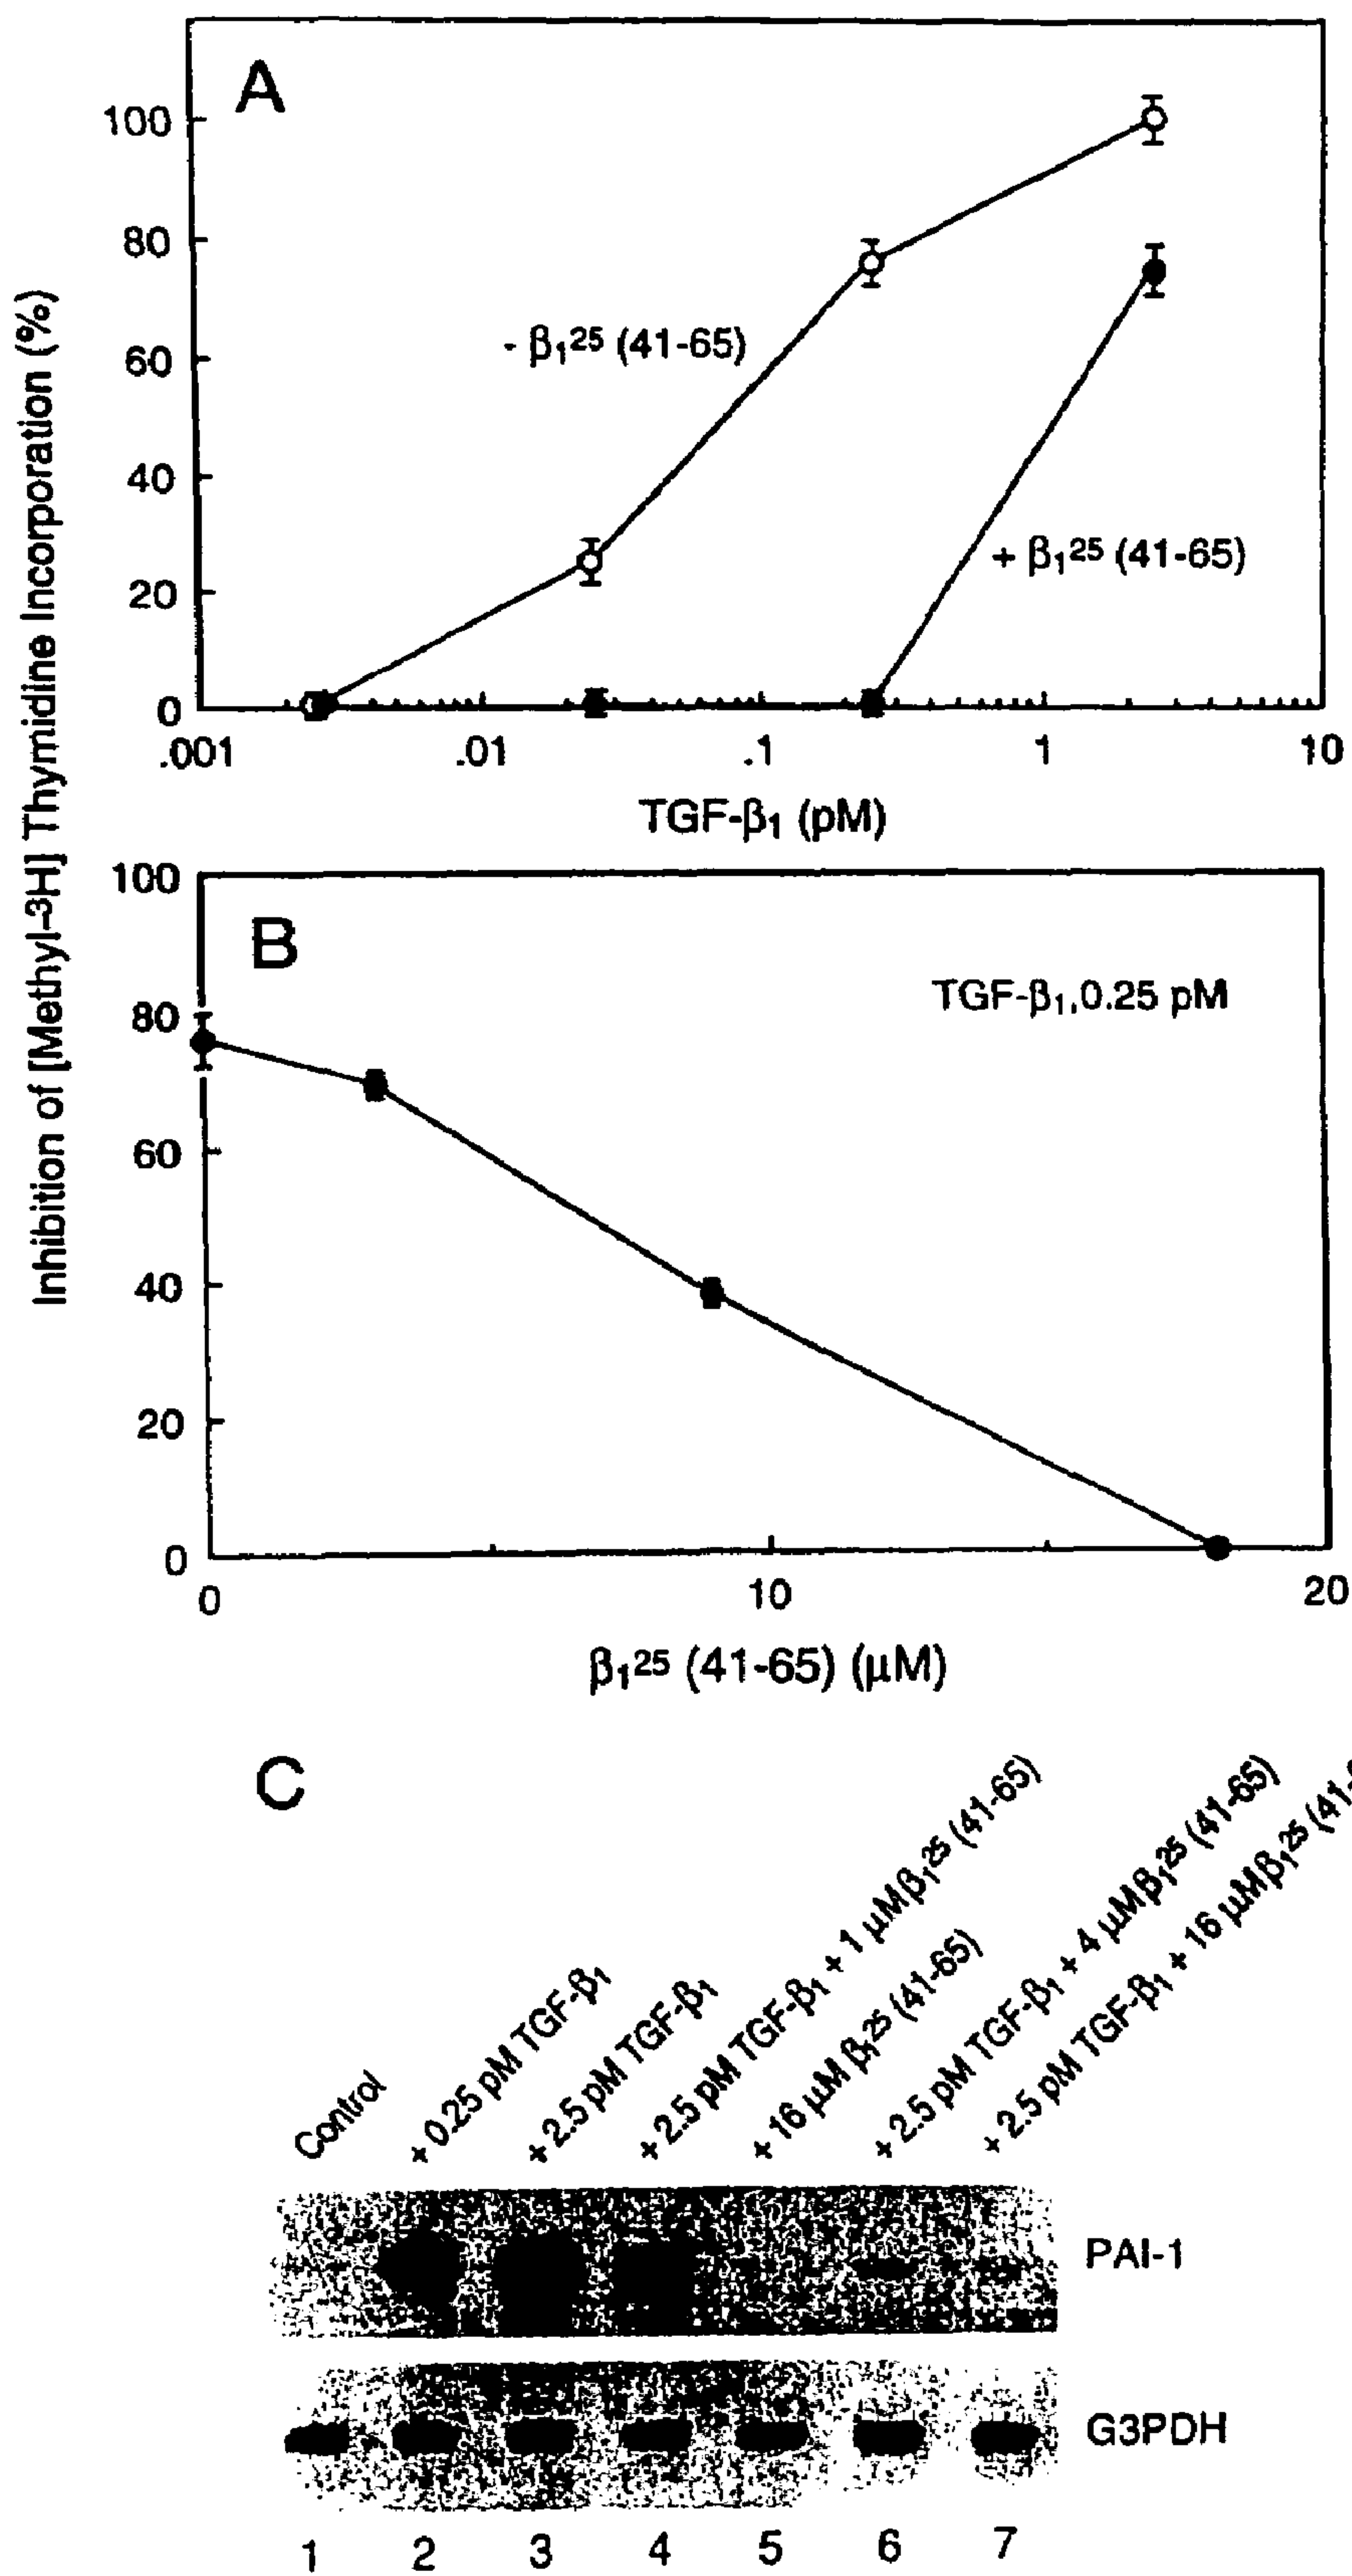 Inhibition of [Methyl-³H] Thymidine Incorporation (%)
A
100
80
60
40
20
0
- β₁²⁵ (41-65)
+ β₁²⁵ (41-65)
.001 .01 .1 1 10
TGF-β₁ (pM)
B
100
80
60
40
20
0
TGF-β₁,0.25 pM
0 10 20
β₁²⁵ (41-65) (μM)
C
Control
+ 0.25 pM TGF-β₁
+ 2.5 pM TGF-β₁
+ 2.5 pM TGF-β₁ + 1 μM β₁²⁵ (41-65)
+ 16 μM β₁²⁵ (41-65)
+ 2.5 pM TGF-β₁ + 4 μM β₁²⁵ (41-65)
+ 2.5 pM TGF-β₁ + 16 μM β₁²⁵ (41-
PAI-1
G3PDH
1 2 3 4 5 6 7